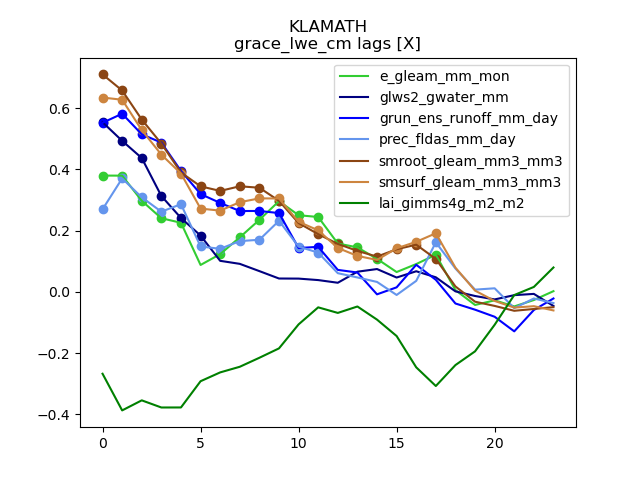 KLAMATH
grace_lwe_cm lags [X]
e_gleam_mm_mon
glws2_gwater_mm
grun_ens_runoff_mm_day
prec_fldas_mm_day
smroot_gleam_mm3_mm3
smsurf_gleam_mm3_mm3
lai_gimms4g_m2_m2
0.6
0.4
0.2
0.0
−0.2
−0.4
0 5 10 15 20